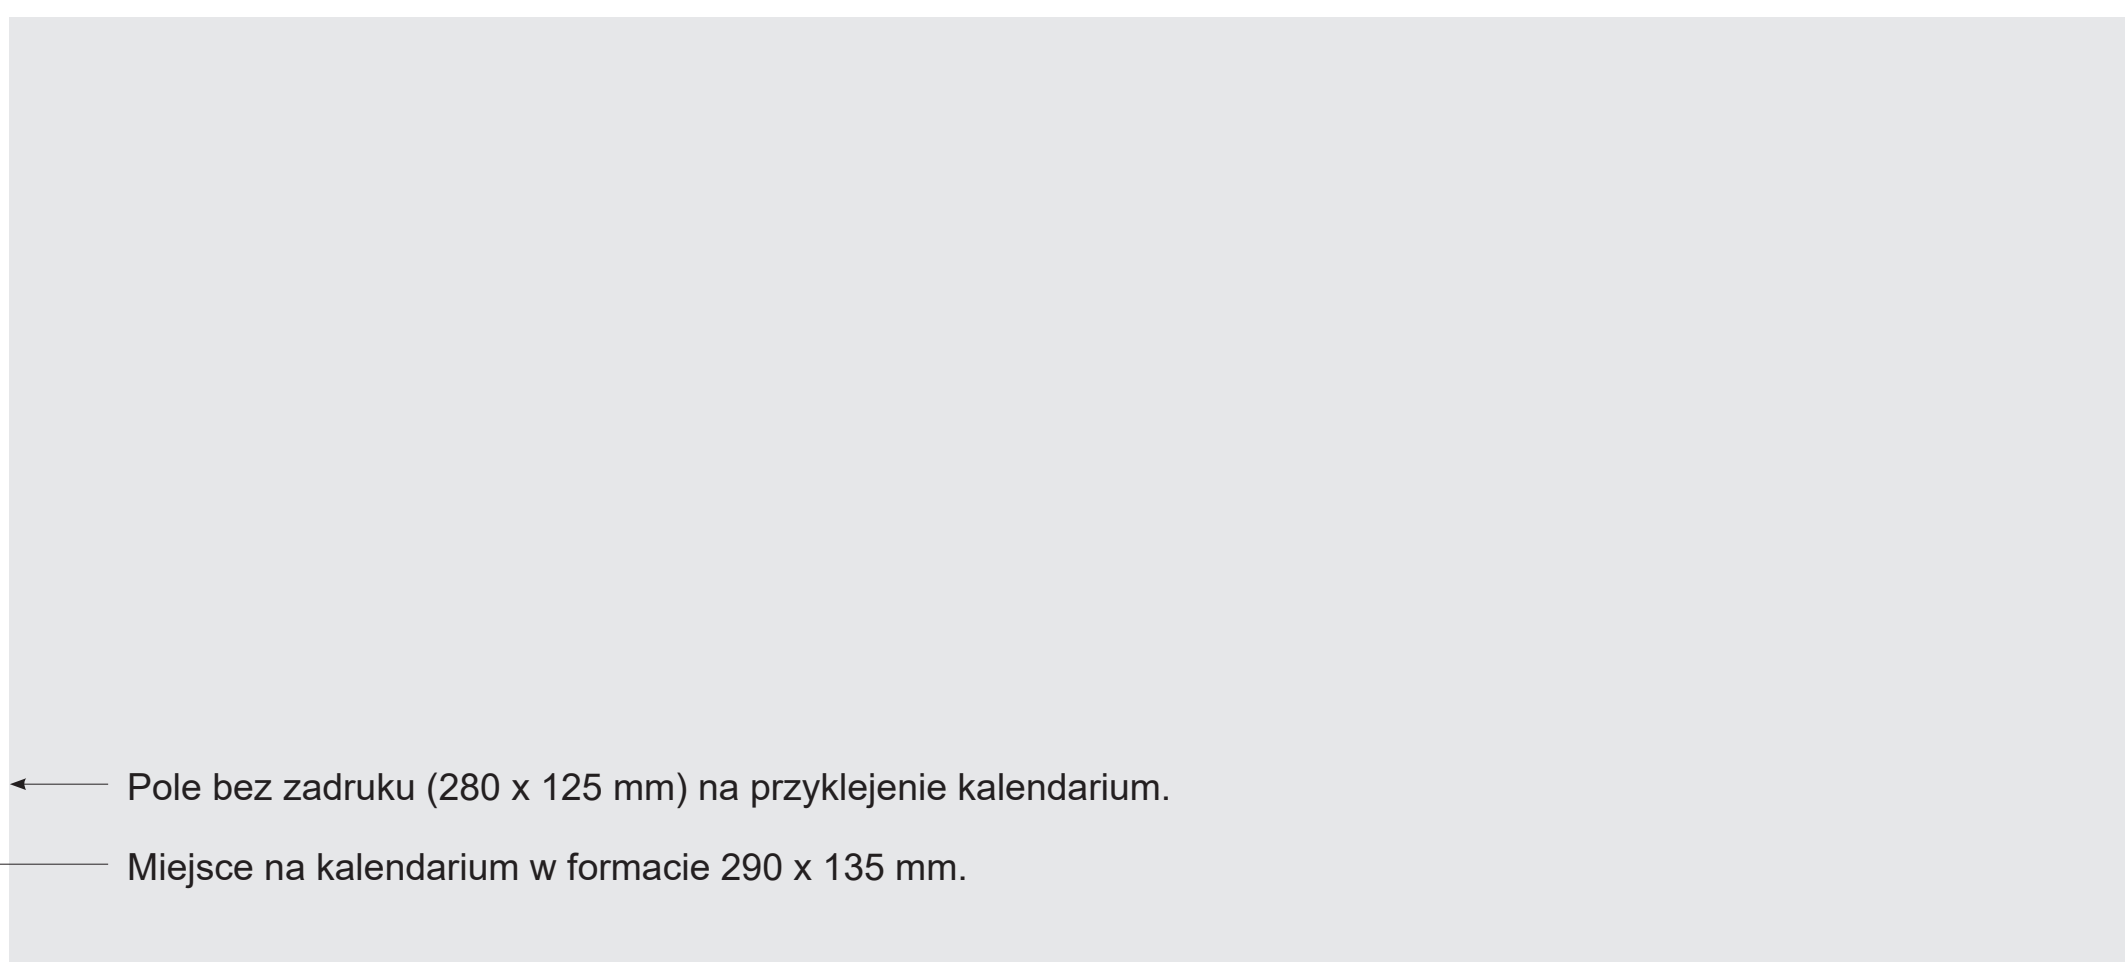 Pole bez zadruku (280 x 125 mm) na przyklejenie kalendarium.
Miejsce na kalendarium w formacie 290 x 135 mm.